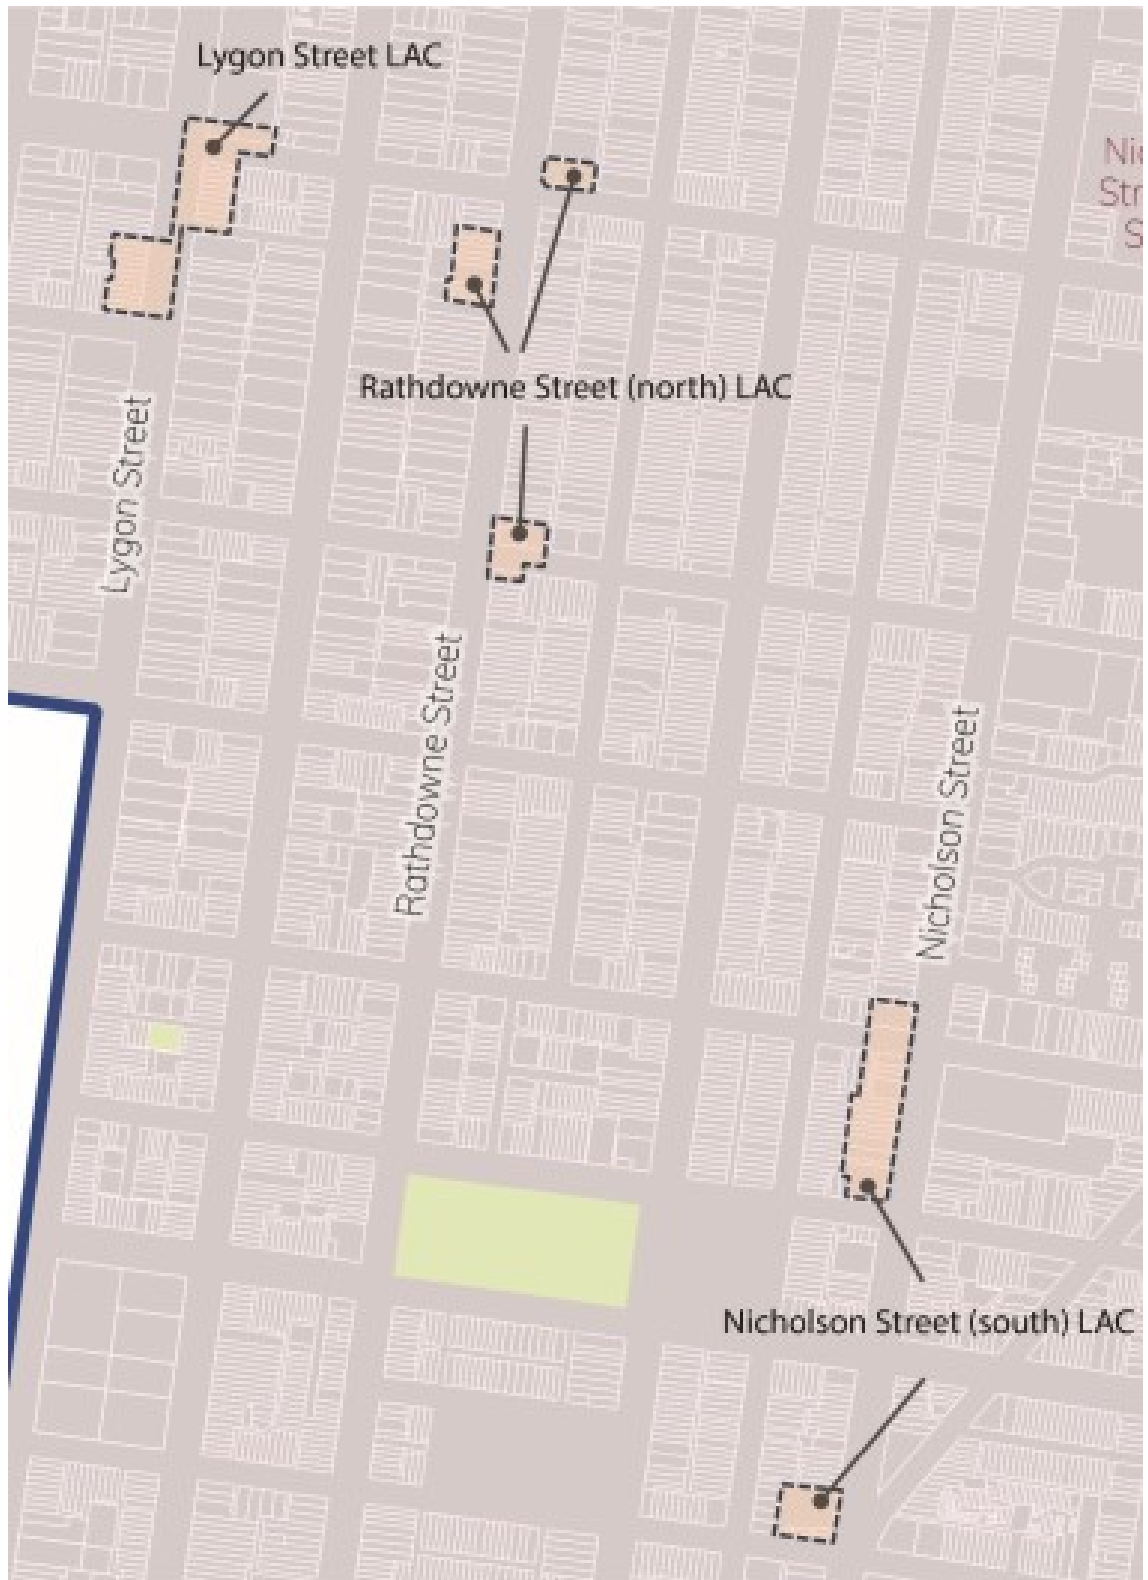 Lygon Street LAC
Rathdowne Street (north) LAC
Lygon Street
Rathdowne Street
Nicholson Street
Nicholson Street (south) LAC